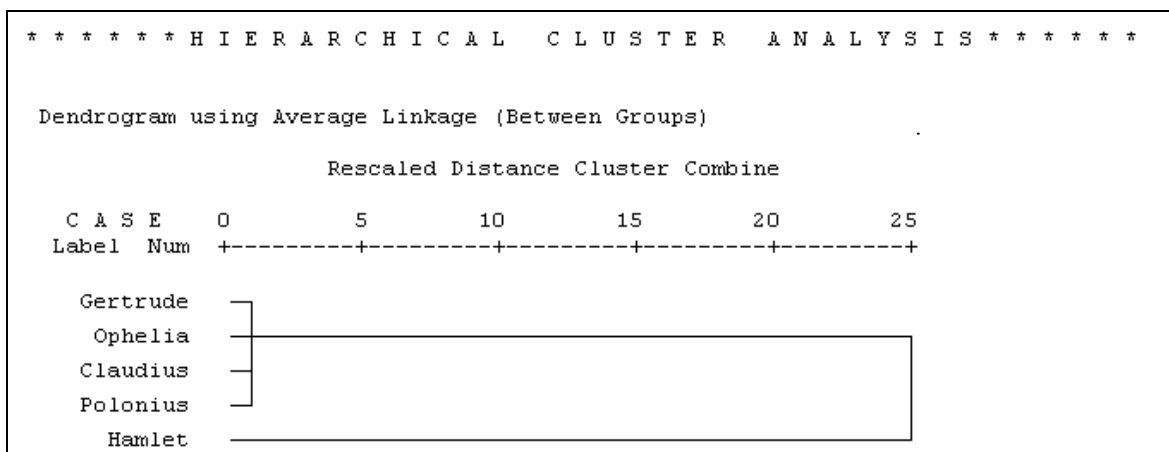 * * * * * * H I E R A R C H I C A L   C L U S T E R   A N A L Y S I S * * * * * *
Dendrogram using Average Linkage (Between Groups)
Rescaled Distance Cluster Combine
C A S E 0 5 10 15 20 25
Label Num +---------+---------+---------+---------+---------+
Gertrude
Ophelia
Claudius
Polonius
Hamlet